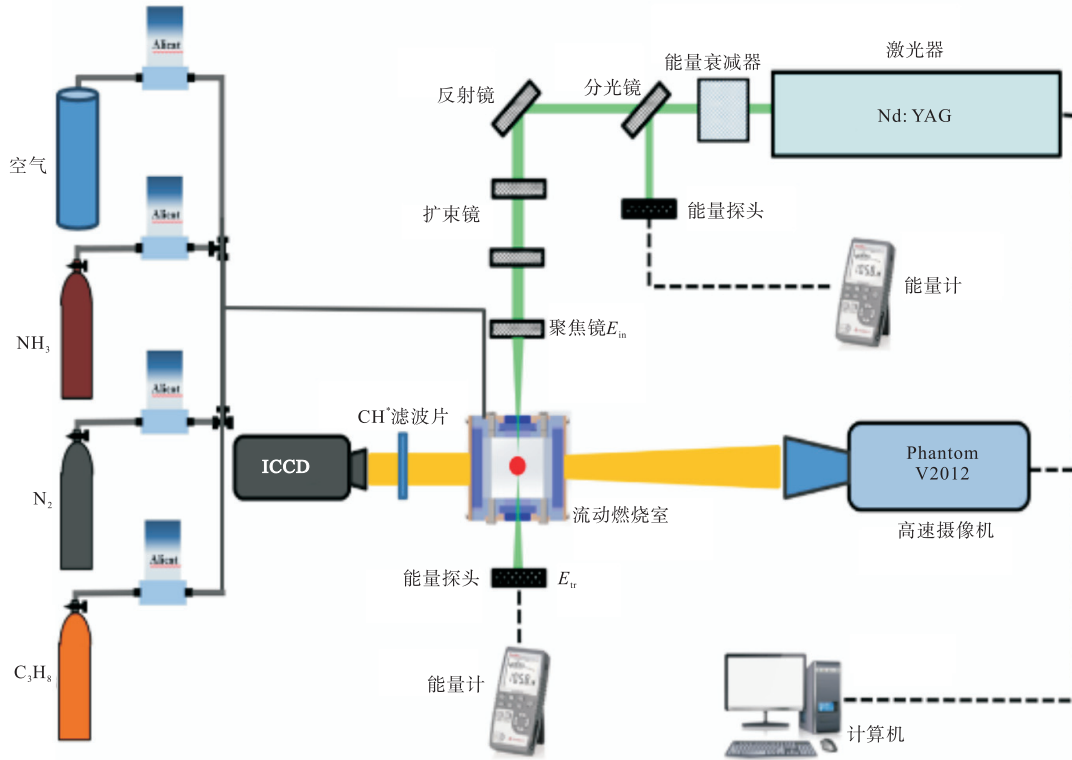 Alicat
激光器
能量衰减器
分光镜
反射镜
Nd: YAG
空气
Alicat
扩束镜
能量探头
能量计
聚焦镜E_in
NH₃
Alicat
CH*滤波片
ICCD
Phantom
V2012
N₂
流动燃烧室
高速摄像机
Alicat
能量探头
E_tr
C₃H₈
能量计
计算机